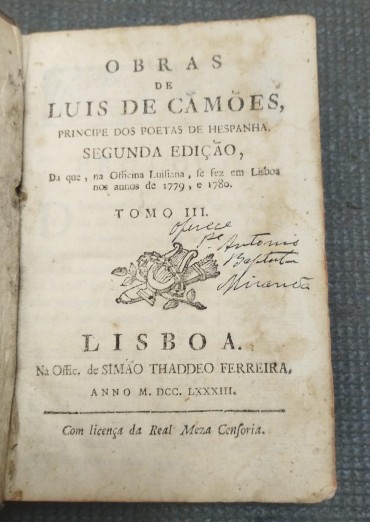 OBRAS
DE
LUIS DE CAMÕES,
PRINCIPE DOS POETAS DE HESPANHA.
SEGUNDA EDIÇÃO,
Da que, na Officina Luisiana, se fez em Lisboa
nos annos de 1779, e 1780.
TOMO III.
Oferece
Pe. Antonio
Baptista
Miranda
LISBOA.
Na Offic. de SIMÃO THADDEO FERREIRA,
ANNO M. DCC. LXXXIII.
Com licença da Real Meza Censoria.